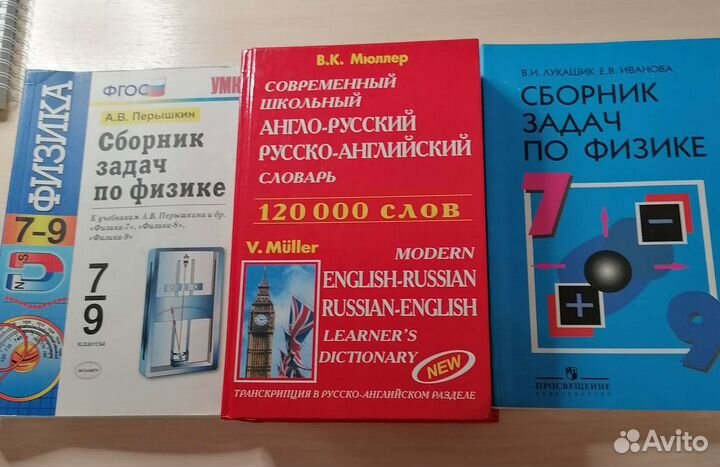 ФИЗИКА
7-9
N S
ФГОС
УМК
А.В. Перышкин
Сборник
задач
по физике
К учебникам А.В. Перышкина и др.
«Физика-7», «Физика-8»,
«Физика-9»
7/9
классы
ЭКЗАМЕН
В.К. Мюллер
СОВРЕМЕННЫЙ
ШКОЛЬНЫЙ
АНГЛО-РУССКИЙ
РУССКО-АНГЛИЙСКИЙ
СЛОВАРЬ
120 000 СЛОВ
V. Müller
MODERN
ENGLISH-RUSSIAN
RUSSIAN-ENGLISH
LEARNER'S
DICTIONARY
NEW
ТРАНСКРИПЦИЯ В РУССКО-АНГЛИЙСКОМ РАЗДЕЛЕ
В.И. ЛУКАШИК, Е.В. ИВАНОВА
СБОРНИК
ЗАДАЧ
ПО ФИЗИКЕ
7
9
ПРОСВЕЩЕНИЕ
ИЗДАТЕЛЬСТВО
Avito